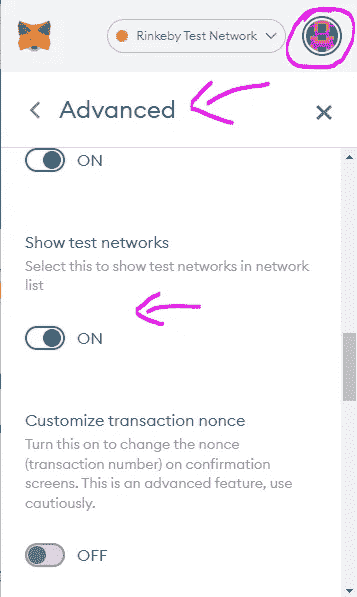 Rinkeby Test Network
Advanced
ON
Show test networks
Select this to show test networks in network
list
ON
Customize transaction nonce
Turn this on to change the nonce
(transaction number) on confirmation
screens. This is an advanced feature, use
cautiously.
OFF